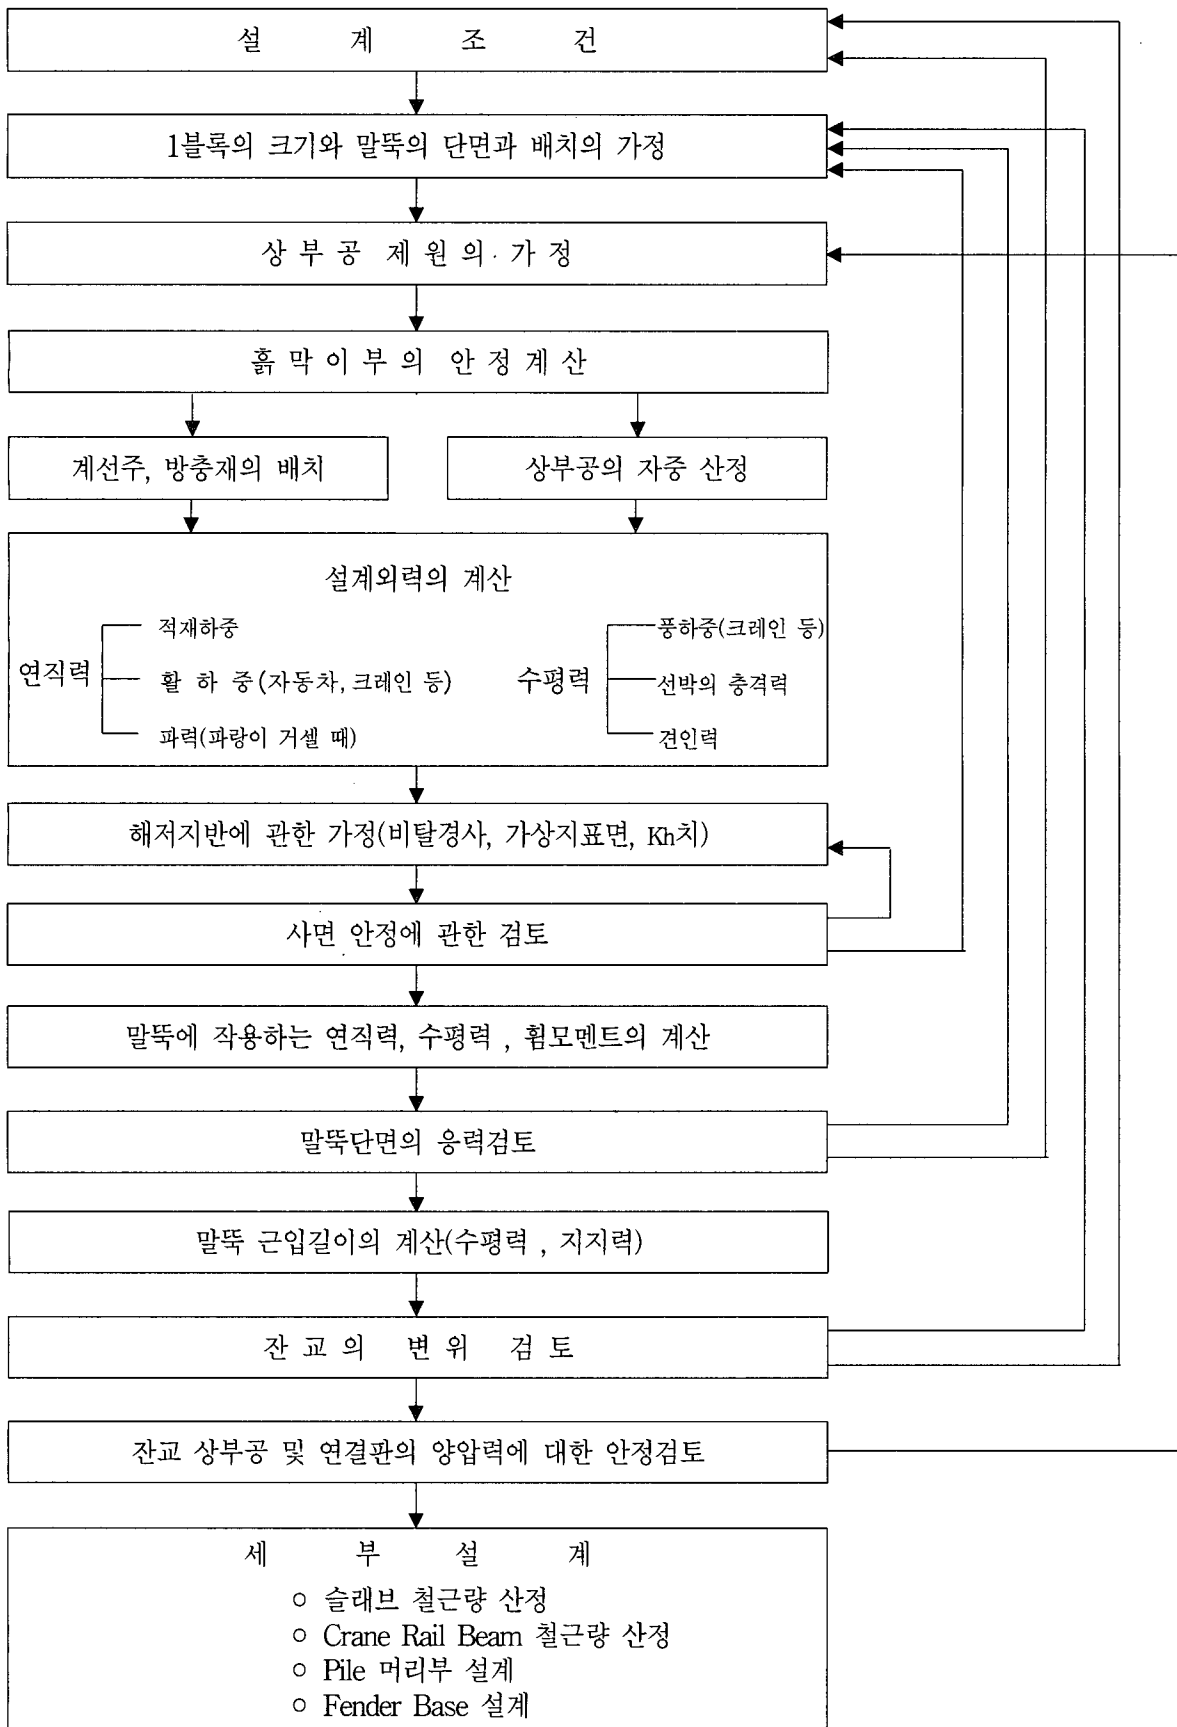 설 계 조 건
1블록의 크기와 말뚝의 단면과 배치의 가정
상 부 공 제 원 의 가 정
흙 막 이 부 의 안 정 계 산
계선주, 방충재의 배치
상부공의 자중 산정
설계외력의 계산
연직력
적재하중
활 하 중(자동차, 크레인 등)
파력(파랑이 거셀 때)
수평력
풍하중(크레인 등)
선박의 충격력
견인력
해저지반에 관한 가정(비탈경사, 가상지표면, Kh치)
사면 안정에 관한 검토
말뚝에 작용하는 연직력, 수평력 , 휨모멘트의 계산
말뚝단면의 응력검토
말뚝 근입길이의 계산(수평력 , 지지력)
잔 교 의 변 위 검 토
잔교 상부공 및 연결판의 양압력에 대한 안정검토
세 부 설 계
○ 슬래브 철근량 산정
○ Crane Rail Beam 철근량 산정
○ Pile 머리부 설계
○ Fender Base 설계